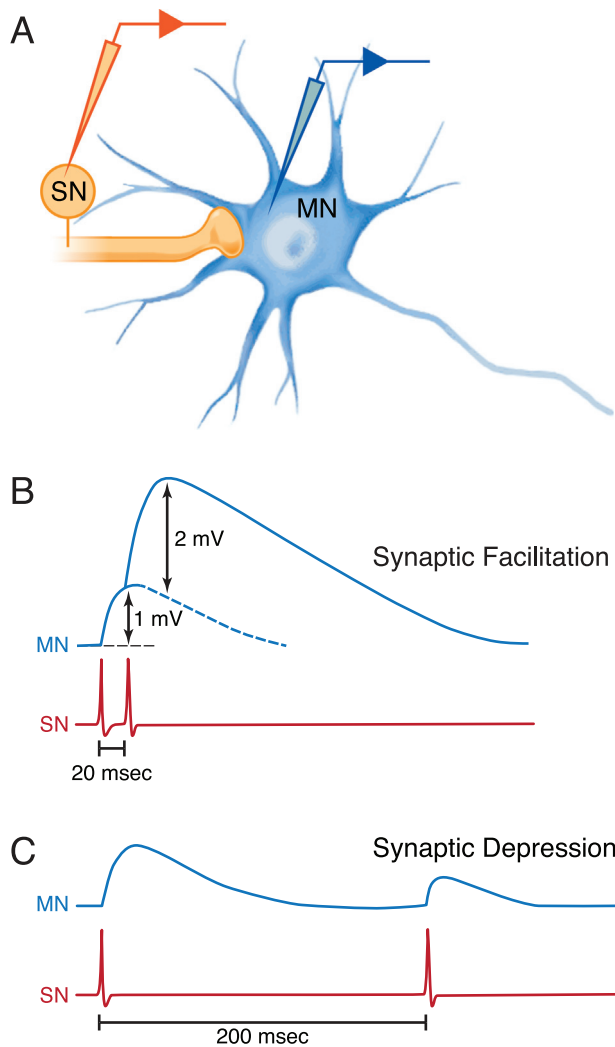 A
SN
MN
B
2 mV
Synaptic Facilitation
1 mV
MN
SN
20 msec
C
Synaptic Depression
MN
SN
200 msec